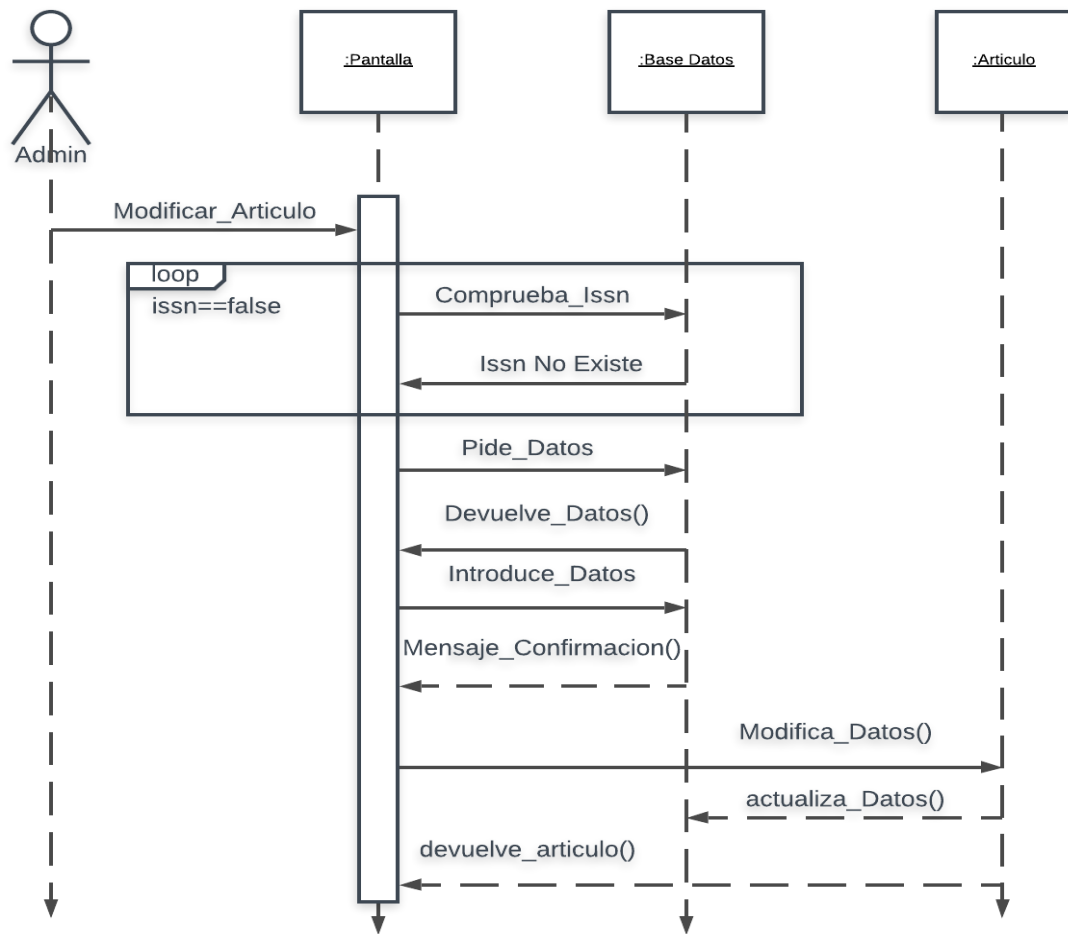 :Pantalla
:Base Datos
:Articulo
Admin
Modificar_Articulo
loop
issn==false
Comprueba_Issn
Issn No Existe
Pide_Datos
Devuelve_Datos()
Introduce_Datos
Mensaje_Confirmacion()
Modifica_Datos()
actualiza_Datos()
devuelve_articulo()